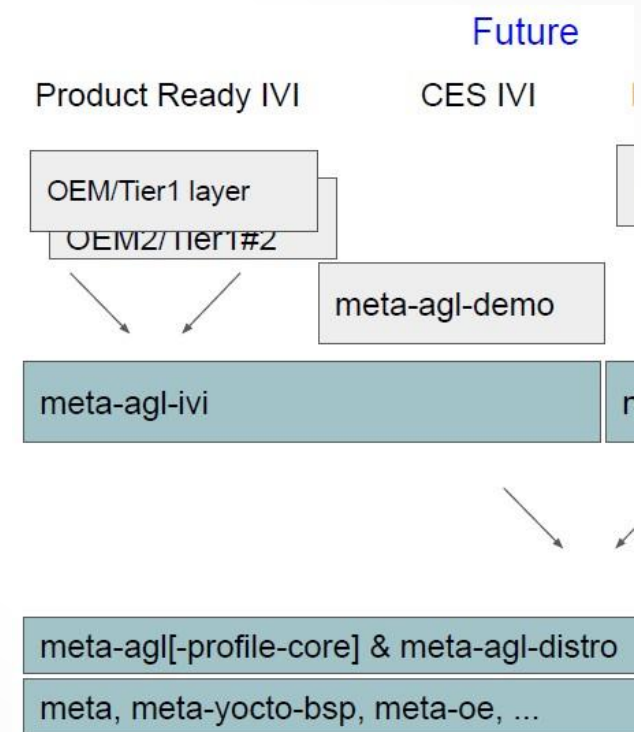 Future
Product Ready IVI
CES IVI
OEM/Tier1 layer
OEM2/Tier1#2
meta-agl-demo
meta-agl-ivi
meta-agl[-profile-core] & meta-agl-distro
meta, meta-yocto-bsp, meta-oe, ...